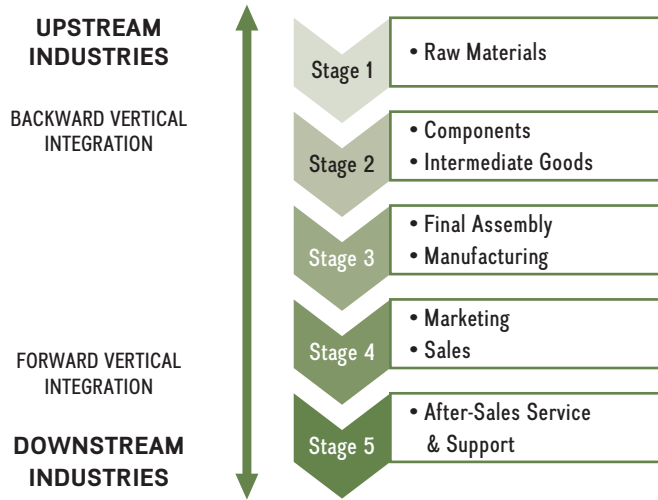 UPSTREAM
INDUSTRIES
BACKWARD VERTICAL
INTEGRATION
FORWARD VERTICAL
INTEGRATION
DOWNSTREAM
INDUSTRIES
Stage 1
• Raw Materials
Stage 2
• Components
• Intermediate Goods
Stage 3
• Final Assembly
• Manufacturing
Stage 4
• Marketing
• Sales
Stage 5
• After-Sales Service
& Support